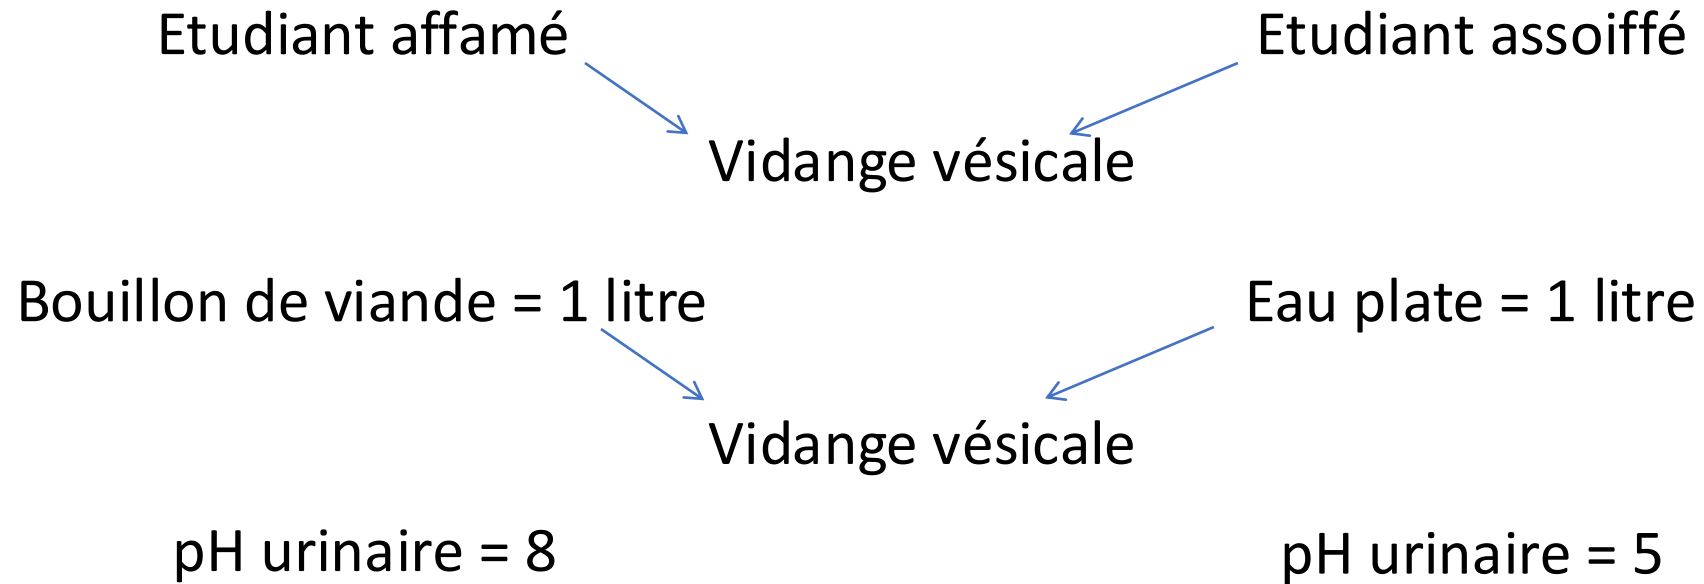 Etudiant affamé
Etudiant assoiffé
Vidange vésicale
Bouillon de viande = 1 litre
Eau plate = 1 litre
Vidange vésicale
pH urinaire = 8
pH urinaire = 5